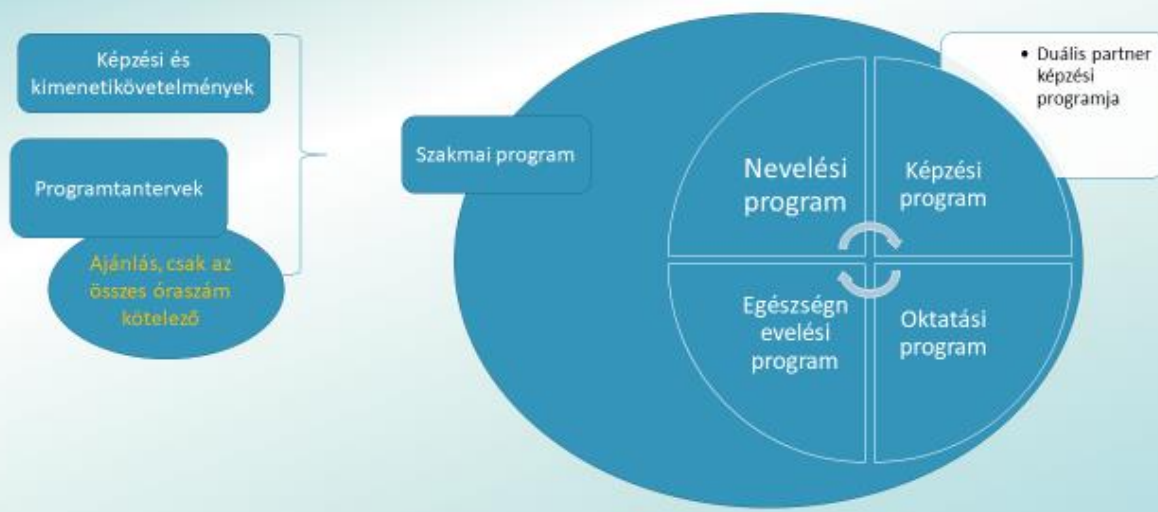 Képzési és
kimenetikövetelmények
Programtantervek
Ajánlás, csak az
összes óraszám
kötelező
Szakmai program
Nevelési
program
Képzési
program
Egészségn
evelési
program
Oktatási
program
• Duális partner
képzési
programja